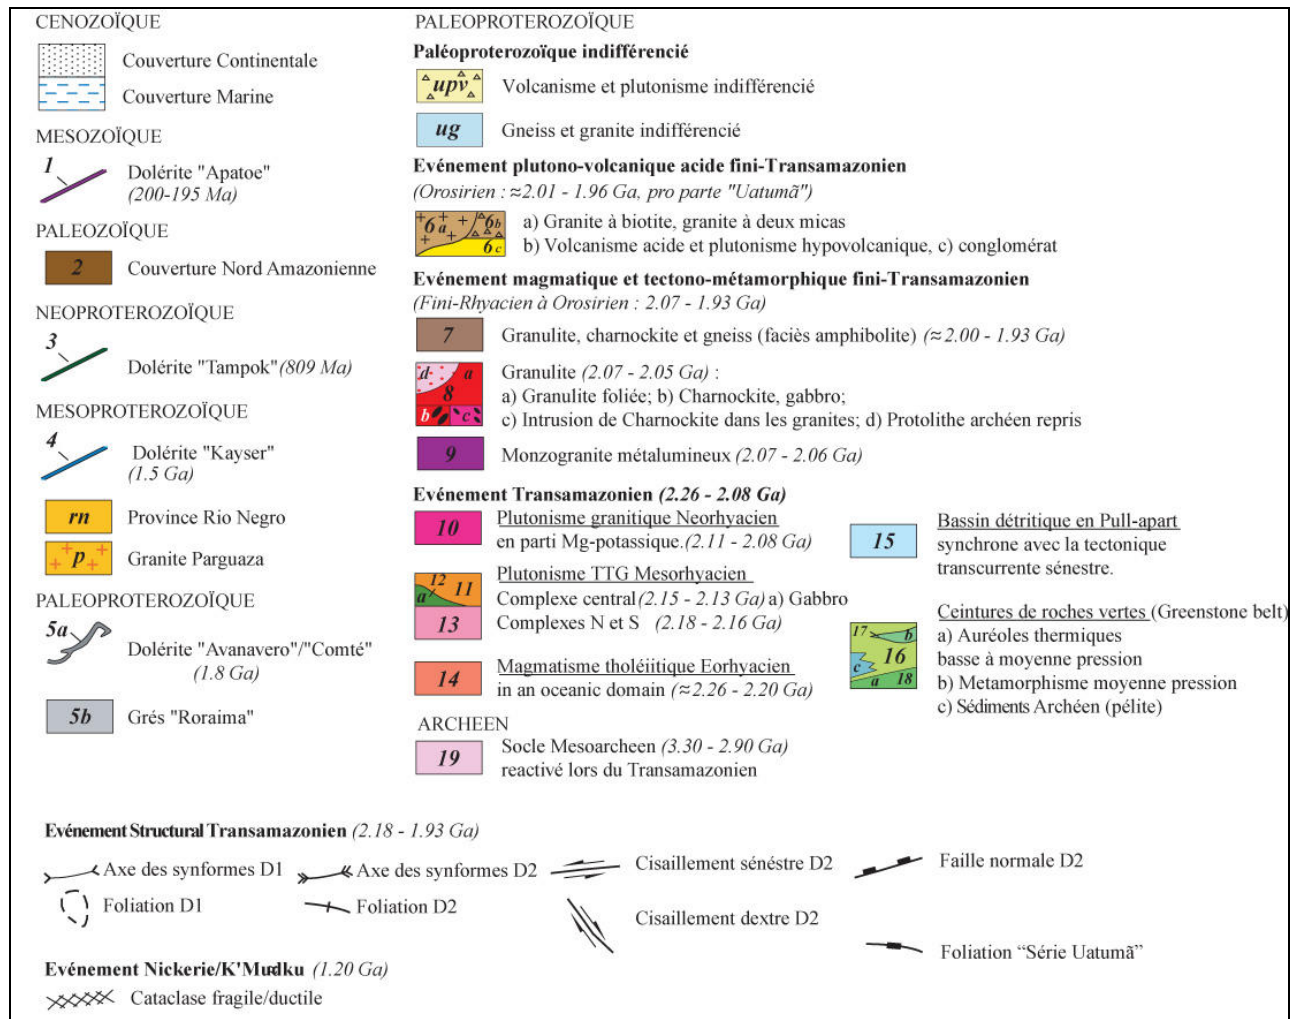 CENOZOÏQUE
Couverture Continentale
Couverture Marine
MESOZOÏQUE
1
Dolérite "Apatoe"
(200-195 Ma)
PALEOZOÏQUE
2
Couverture Nord Amazonienne
NEOPROTEROZOÏQUE
3
Dolérite "Tampok" (809 Ma)
MESOPROTEROZOÏQUE
4
Dolérite "Kayser"
(1.5 Ga)
rn
Province Rio Negro
p
Granite Parguaza
PALEOPROTEROZOÏQUE
5a
Dolérite "Avanavero"/"Comté"
(1.8 Ga)
5b
Grés "Roraima"
PALEOPROTEROZOÏQUE
Paléoproterozoïque indifférencié
upv
Volcanisme et plutonisme indifférencié
ug
Gneiss et granite indifférencié
Evénement plutono-volcanique acide fini-Transamazonien
(Orosirien : ≈2.01 - 1.96 Ga, pro parte "Uatumã")
6a 6b 6c
a) Granite à biotite, granite à deux micas
b) Volcanisme acide et plutonisme hypovolcanique, c) conglomérat
Evénement magmatique et tectono-métamorphique fini-Transamazonien
(Fini-Rhyacien à Orosirien : 2.07 - 1.93 Ga)
7
Granulite, charnockite et gneiss (faciès amphibolite) (≈2.00 - 1.93 Ga)
d a 8 b c
Granulite (2.07 - 2.05 Ga) :
a) Granulite foliée; b) Charnockite, gabbro;
c) Intrusion de Charnockite dans les granites; d) Protolithe archéen repris
9
Monzogranite métalumineux (2.07 - 2.06 Ga)
Evénement Transamazonien (2.26 - 2.08 Ga)
10
Plutonisme granitique Neorhyacien
en parti Mg-potassique.(2.11 - 2.08 Ga)
12 11 a
Plutonisme TTG Mesorhyacien
Complexe central (2.15 - 2.13 Ga) a) Gabbro
13
Complexes N et S (2.18 - 2.16 Ga)
14
Magmatisme tholéiitique Eorhyacien
in an oceanic domain (≈2.26 - 2.20 Ga)
ARCHEEN
19
Socle Mesoarcheen (3.30 - 2.90 Ga)
reactivé lors du Transamazonien
15
Bassin détritique en Pull-apart
synchrone avec la tectonique
transcurrente sénestre.
17 b 16 c a 18
Ceintures de roches vertes (Greenstone belt)
a) Auréoles thermiques
basse à moyenne pression
b) Metamorphisme moyenne pression
c) Sédiments Archéen (pélite)
Evénement Structural Transamazonien (2.18 - 1.93 Ga)
Axe des synformes D1
Axe des synformes D2
Cisaillement sénéstre D2
Faille normale D2
Foliation D1
Foliation D2
Cisaillement dextre D2
Foliation “Série Uatumã”
Evénement Nickerie/K'Mudku (1.20 Ga)
Cataclase fragile/ductile